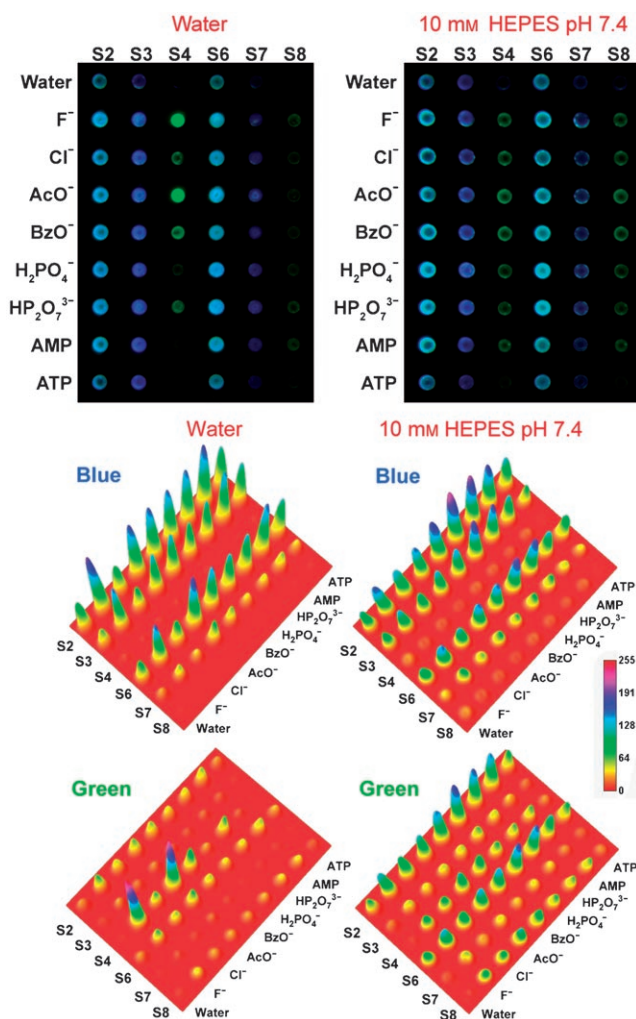 Water
S2 S3 S4 S6 S7 S8
Water
F⁻
Cl⁻
AcO⁻
BzO⁻
H₂PO₄⁻
HP₂O₇³⁻
AMP
ATP
10 mM HEPES pH 7.4
S2 S3 S4 S6 S7 S8
Water
F⁻
Cl⁻
AcO⁻
BzO⁻
H₂PO₄⁻
HP₂O₇³⁻
AMP
ATP
Water
Blue
S2
S3
S4
S6
S7
S8
ATP
AMP
HP₂O₇³⁻
H₂PO₄⁻
BzO⁻
AcO⁻
Cl⁻
F⁻
Water
10 mM HEPES pH 7.4
Blue
S2
S3
S4
S6
S7
S8
ATP
AMP
HP₂O₇³⁻
H₂PO₄⁻
BzO⁻
AcO⁻
Cl⁻
F⁻
Water
255
191
128
64
0
Green
S2
S3
S4
S6
S7
S8
ATP
AMP
HP₂O₇³⁻
H₂PO₄⁻
BzO⁻
AcO⁻
Cl⁻
F⁻
Water
Green
S2
S3
S4
S6
S7
S8
ATP
AMP
HP₂O₇³⁻
H₂PO₄⁻
BzO⁻
AcO⁻
Cl⁻
F⁻
Water